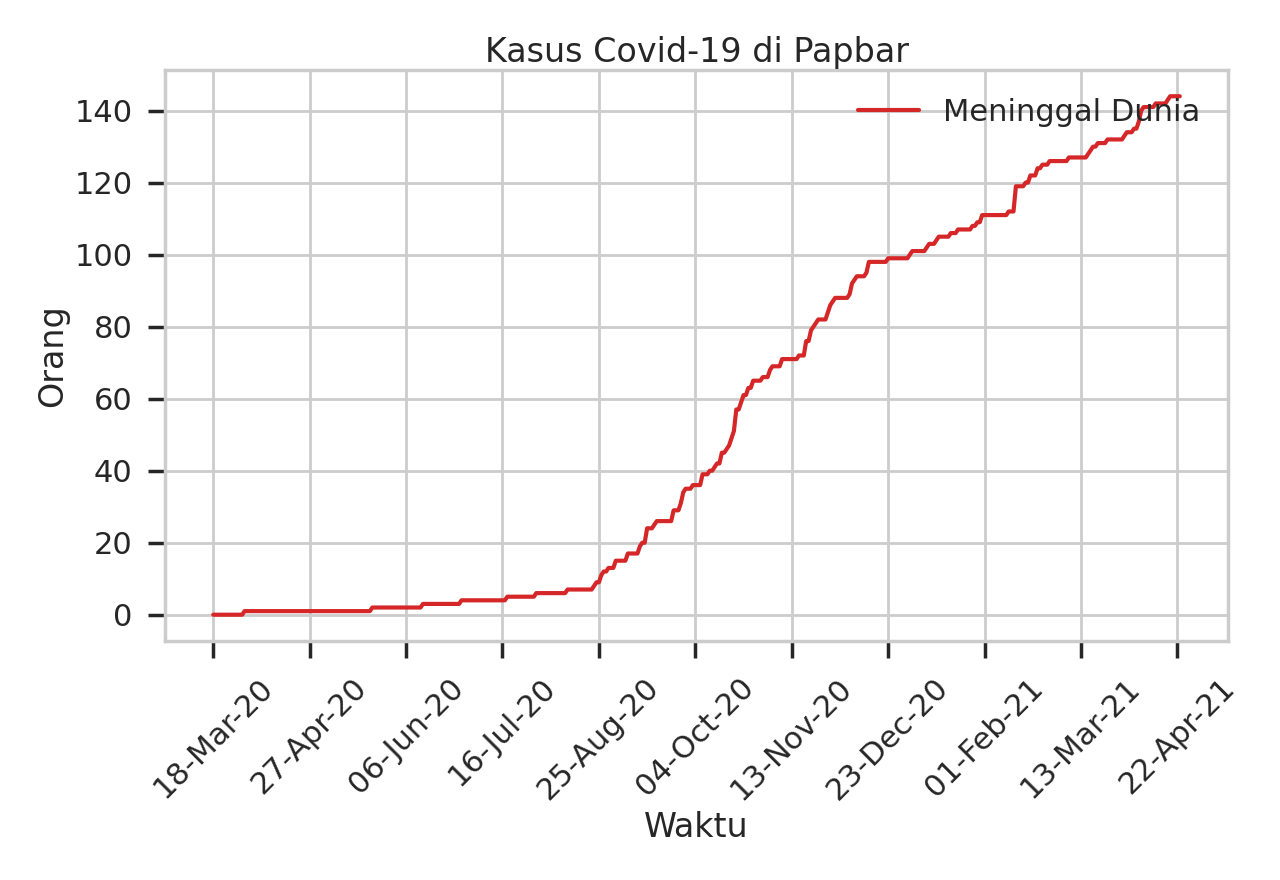 Kasus Covid-19 di Papbar
Meninggal Dunia
Orang
140
120
100
80
60
40
20
0
18-Mar-20
27-Apr-20
06-Jun-20
16-Jul-20
25-Aug-20
04-Oct-20
13-Nov-20
23-Dec-20
01-Feb-21
13-Mar-21
22-Apr-21
Waktu